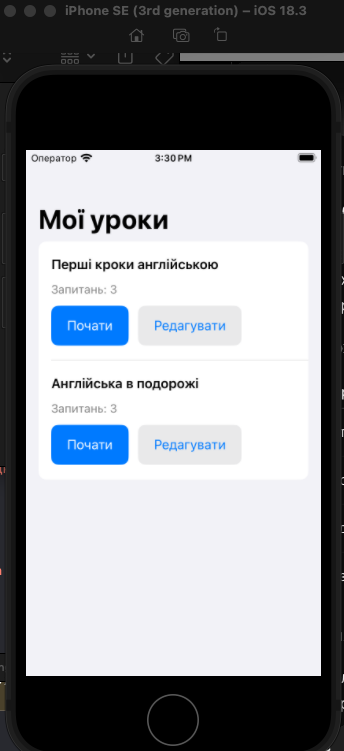 iPhone SE (3rd generation) – iOS 18.3
Оператор 3:30 PM
Мої уроки
Перші кроки англійською
Запитань: 3
Почати Редагувати
Англійська в подорожі
Запитань: 3
Почати Редагувати